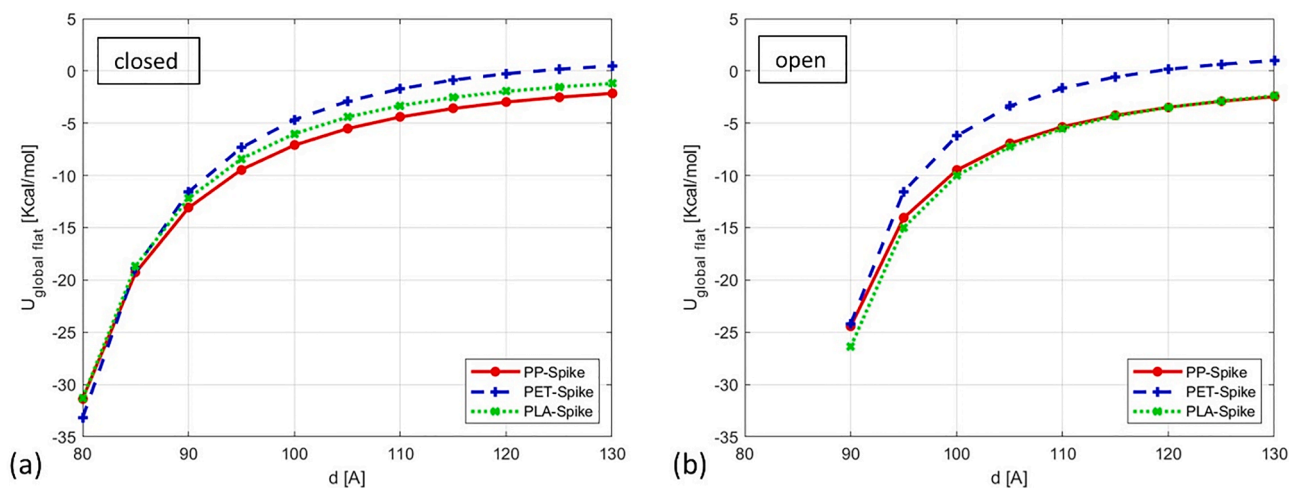 closed
5
0
-5
-10
-15
-20
-25
-30
-35
U_global flat [Kcal/mol]
80
90
100
110
120
130
d [A]
PP-Spike
PET-Spike
PLA-Spike
(a)
open
5
0
-5
-10
-15
-20
-25
-30
-35
U_global flat [Kcal/mol]
80
90
100
110
120
130
d [A]
PP-Spike
PET-Spike
PLA-Spike
(b)